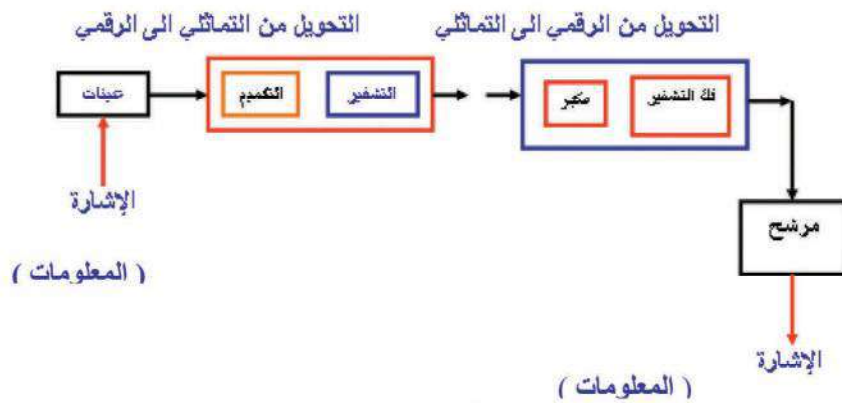 التحويل من التماثلي الى الرقمي
التحويل من الرقمي الى التماثلي
عينات
التكميم
التشفير
مكبر
فك التشفير
الإشارة
( المعلومات )
مرشح
الإشارة
( المعلومات )